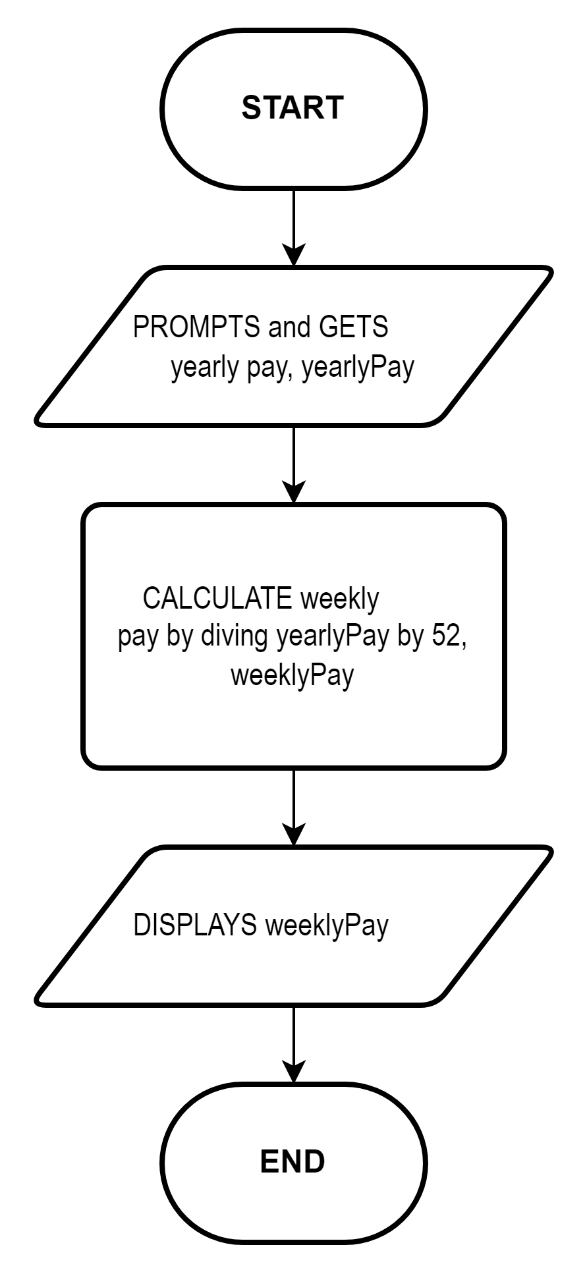 START
PROMPTS and GETS
yearly pay, yearlyPay
CALCULATE weekly
pay by diving yearlyPay by 52,
weeklyPay
DISPLAYS weeklyPay
END